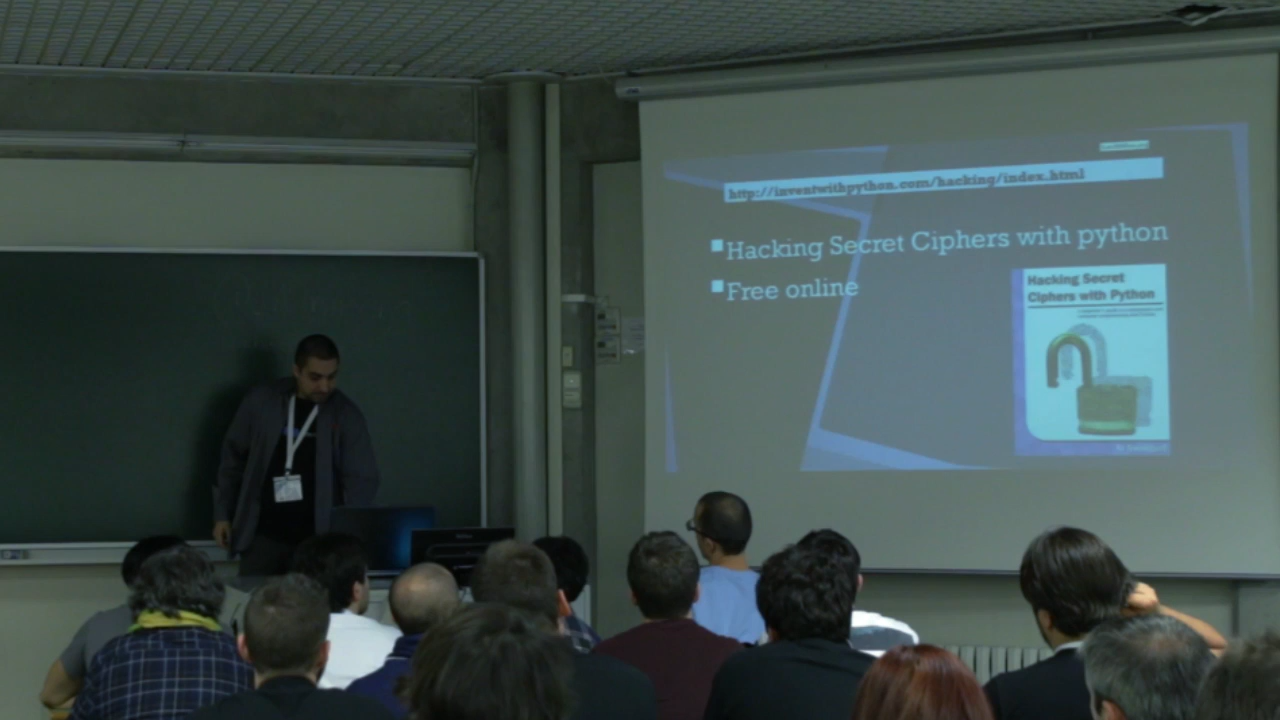 http://inventwithpython.com/hacking/index.html
Hacking Secret Ciphers with python
Free online
Hacking Secret
Ciphers with Python